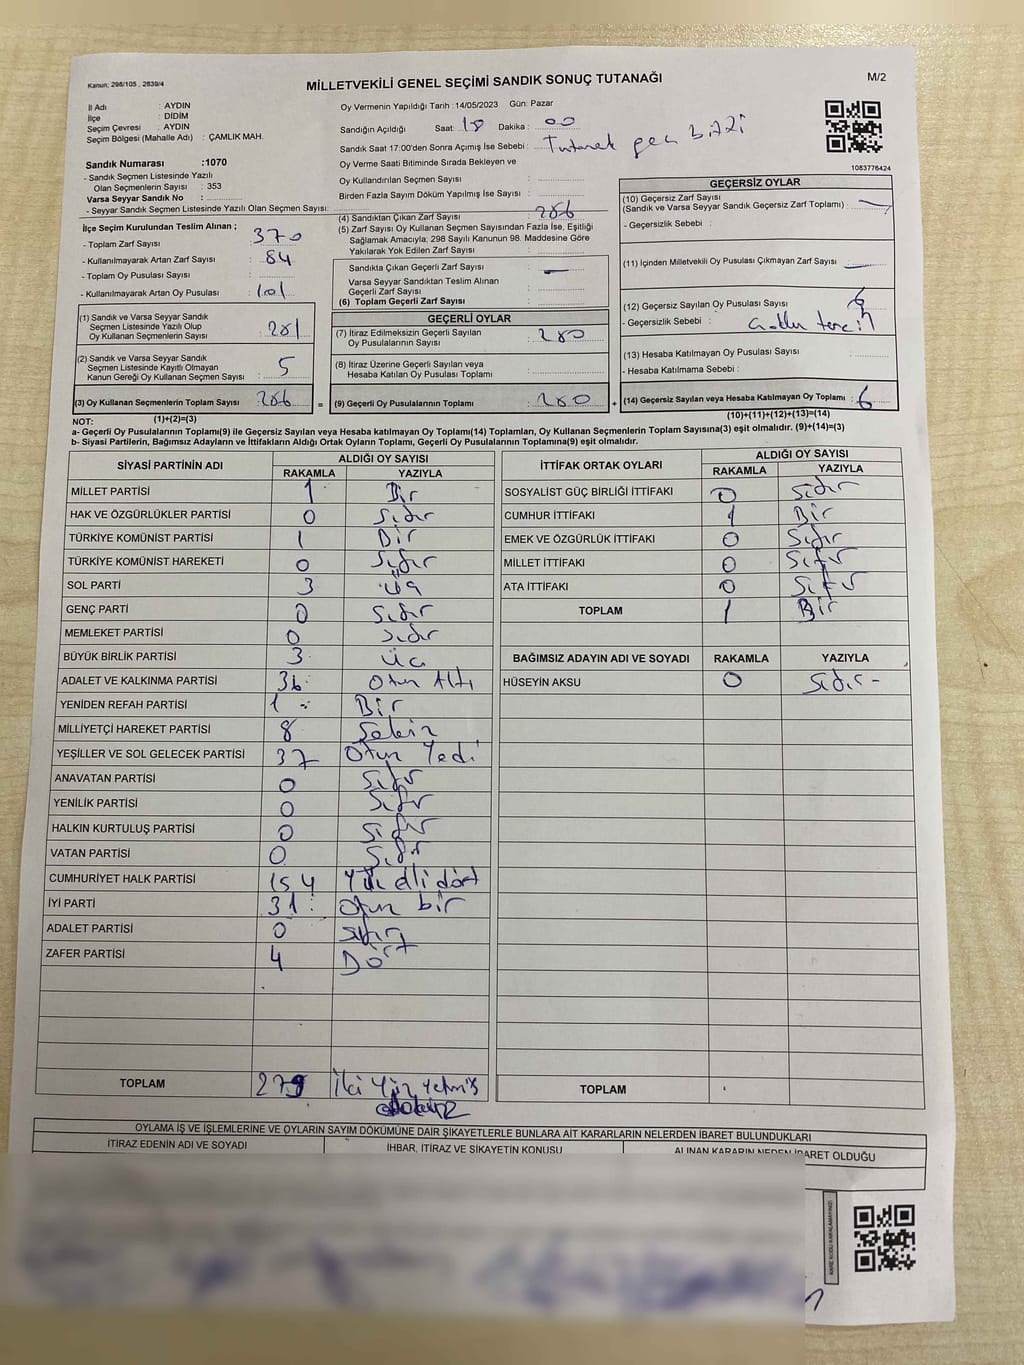 Kanun: 298/105 , 2839/4
MİLLETVEKİLİ GENEL SEÇİMİ SANDIK SONUÇ TUTANAĞI
M/2
İl Adı : AYDIN
İlçe : DİDİM
Seçim Çevresi : AYDIN
Seçim Bölgesi (Mahalle Adı) : ÇAMLIK MAH.
Sandık Numarası :1070
- Sandık Seçmen Listesinde Yazılı
Olan Seçmenlerin Sayısı : 353
Varsa Seyyar Sandık No :
- Seyyar Sandık Seçmen Listesinde Yazılı Olan Seçmen Sayısı:
Oy Vermenin Yapıldığı Tarih :14/05/2023 Gün: Pazar
Sandığın Açıldığı Saat : 18 Dakika : 00
Sandık Saat 17:00'den Sonra Açımış İse Sebebi : Tutanak geç bitti
Oy Verme Saati Bitiminde Sırada Bekleyen ve
Oy Kullandırılan Seçmen Sayısı :
Birden Fazla Sayım Döküm Yapılmış İse Sayısı :
1083776424
İlçe Seçim Kurulundan Teslim Alınan ;
- Toplam Zarf Sayısı : 370
- Kullanılmayarak Artan Zarf Sayısı : 84
- Toplam Oy Pusulası Sayısı :
- Kullanılmayarak Artan Oy Pusulası : 101
(1) Sandık ve Varsa Seyyar Sandık
Seçmen Listesinde Yazılı Olup
Oy Kullanan Seçmenlerin Sayısı : 281
(2) Sandık ve Varsa Seyyar Sandık
Seçmen Listesinde Kayıtlı Olmayan
Kanun Gereği Oy Kullanan Seçmen Sayısı : 5
(3) Oy Kullanan Seçmenlerin Toplam Sayısı : 286
(1)+(2)=(3)
(4) Sandıktan Çıkan Zarf Sayısı : 286
(5) Zarf Sayısı Oy Kullanan Seçmen Sayısından Fazla İse, Eşitliği
Sağlamak Amacıyla; 298 Sayılı Kanunun 98. Maddesine Göre
Yakılarak Yok Edilen Zarf Sayısı :
Sandıkta Çıkan Geçerli Zarf Sayısı : —
Varsa Seyyar Sandıktan Teslim Alınan
Geçerli Zarf Sayısı :
(6) Toplam Geçerli Zarf Sayısı :
GEÇERLİ OYLAR
(7) İtiraz Edilmeksizin Geçerli Sayılan
Oy Pusulalarının Sayısı : 280
(8) İtiraz Üzerine Geçerli Sayılan veya
Hesaba Katılan Oy Pusulası Toplamı :
= (9) Geçerli Oy Pusulalarının Toplamı : 280 +
GEÇERSİZ OYLAR
(10) Geçersiz Zarf Sayısı
(Sandık ve Varsa Seyyar Sandık Geçersiz Zarf Toplamı) : —
- Geçersizlik Sebebi :
(11) İçinden Milletvekili Oy Pusulası Çıkmayan Zarf Sayısı : —
(12) Geçersiz Sayılan Oy Pusulası Sayısı : 6
- Geçersizlik Sebebi :
(13) Hesaba Katılmayan Oy Pusulası Sayısı :
- Hesaba Katılmama Sebebi :
(14) Geçersiz Sayılan veya Hesaba Katılmayan Oy Toplamı : 6
(10)+(11)+(12)+(13)=(14)
NOT:
a- Geçerli Oy Pusulalarının Toplamı(9) ile Geçersiz Sayılan veya Hesaba katılmayan Oy Toplamı(14) Toplamları, Oy Kullanan Seçmenlerin Toplam Sayısına(3) eşit olmalıdır. (9)+(14)=(3)
b- Siyasi Partilerin, Bağımsız Adayların ve İttifakların Aldığı Ortak Oyların Toplamı, Geçerli Oy Pusulalarının Toplamına(9) eşit olmalıdır.
SİYASİ PARTİNİN ADI ALDIĞI OY SAYISI
RAKAMLA YAZIYLA
MİLLET PARTİSİ 1 Bir
HAK VE ÖZGÜRLÜKLER PARTİSİ 0 Sıfır
TÜRKİYE KOMÜNİST PARTİSİ 1 Bir
TÜRKİYE KOMÜNİST HAREKETİ 0 Sıfır
SOL PARTİ 3 Üç
GENÇ PARTİ 0 Sıfır
MEMLEKET PARTİSİ 0 Sıfır
BÜYÜK BİRLİK PARTİSİ 3 Üç
ADALET VE KALKINMA PARTİSİ 36 Otuz Altı
YENİDEN REFAH PARTİSİ 1 Bir
MİLLİYETÇİ HAREKET PARTİSİ 8 Sekiz
YEŞİLLER VE SOL GELECEK PARTİSİ 37 Otuz Yedi
ANAVATAN PARTİSİ 0 Sıfır
YENİLİK PARTİSİ 0 Sıfır
HALKIN KURTULUŞ PARTİSİ 0 Sıfır
VATAN PARTİSİ 0 Sıfır
CUMHURİYET HALK PARTİSİ 154 Yüz elli dört
İYİ PARTİ 31 Otuz bir
ADALET PARTİSİ 0 Sıfır
ZAFER PARTİSİ 4 Dört
TOPLAM 279 İki Yüz Yetmiş
İTTİFAK ORTAK OYLARI ALDIĞI OY SAYISI
RAKAMLA YAZIYLA
SOSYALİST GÜÇ BİRLİĞİ İTTİFAKI 0 Sıfır
CUMHUR İTTİFAKI 1 Bir
EMEK VE ÖZGÜRLÜK İTTİFAKI 0 Sıfır
MİLLET İTTİFAKI 0 Sıfır
ATA İTTİFAKI 0 Sıfır
TOPLAM 1 Bir
BAĞIMSIZ ADAYIN ADI VE SOYADI RAKAMLA YAZIYLA
HÜSEYİN AKSU 0 Sıfır-
TOPLAM
OYLAMA İŞ VE İŞLEMLERİNE VE OYLARIN SAYIM DÖKÜMÜNE DAİR ŞİKAYETLERLE BUNLARA AİT KARARLARIN NELERDEN İBARET BULUNDUKLARI
İTİRAZ EDENİN ADI VE SOYADI İHBAR, İTİRAZ VE ŞİKAYETİN KONUSU ALINAN KARARIN NEDEN İBARET OLDUĞU
KARE KODU KARALAMAYINIZ!